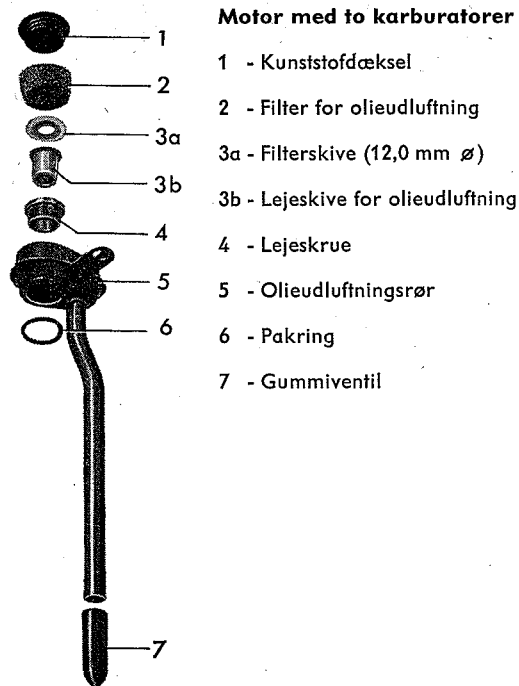 Motor med to karburatorer
1 - Kunststofdæksel
2 - Filter for olieudluftning
3a - Filterskive (12,0 mm ø)
3b - Lejeskive for olieudluftning
4 - Lejeskrue
5 - Olieudluftningsrør
6 - Pakring
7 - Gummiventil
1
2
3a
3b
4
5
6
7